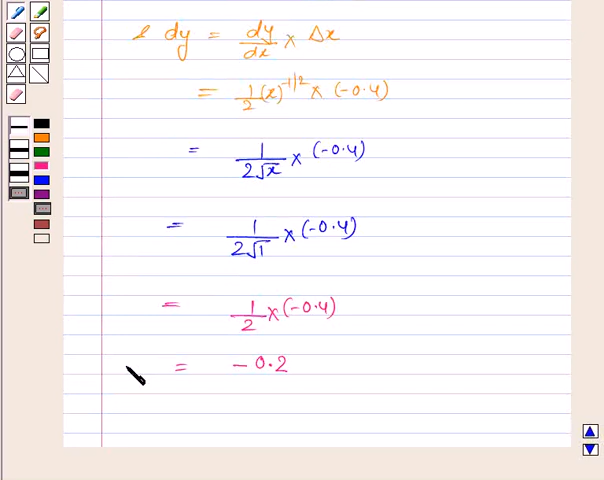 & dy = dy/dx × Δx
= 1/2 (x)^-1/2 × (-0.4)
= 1/2√x × (-0.4)
= 1/2√1 × (-0.4)
= 1/2 × (-0.4)
= -0.2